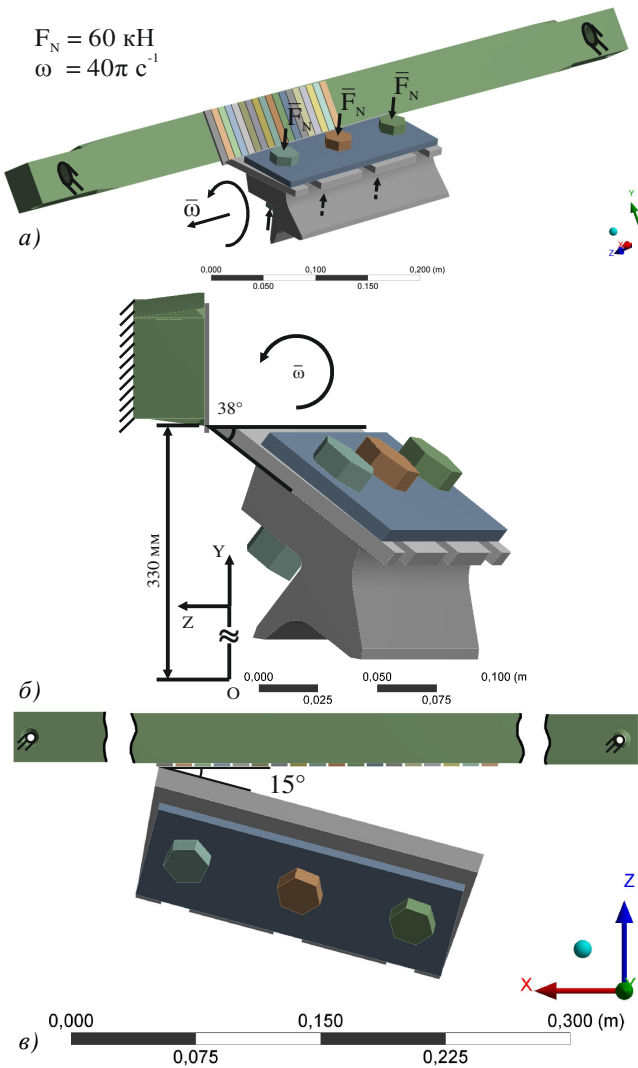 F_N = 60 кН
ω = 40π c⁻¹
F̅_N
F̅_N
F̅_N
ω̅
а)
Y
X
Z
0,000 0,100 0,200 (m)
0.050 0.150
ω̅
38°
330 мм
Y
Z
O
б)
0,000 0,050 0,100 (m
0,025 0,075
15°
Z
X
Y
0,000 0,150 0,300 (m)
0,075 0,225
в)